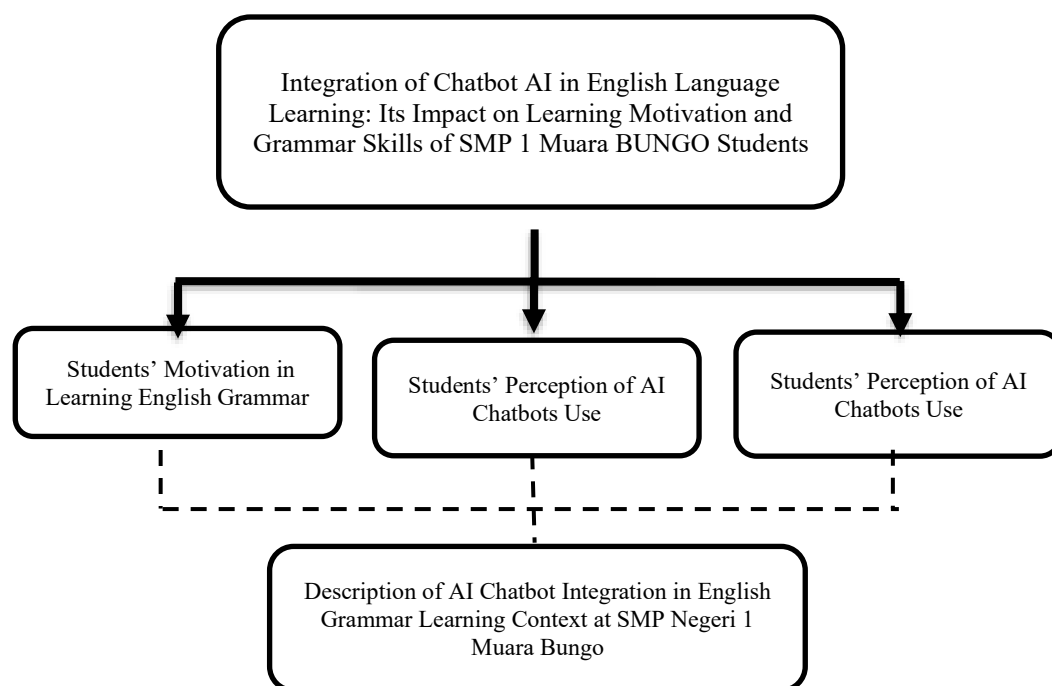 Integration of Chatbot AI in English Language
Learning: Its Impact on Learning Motivation and
Grammar Skills of SMP 1 Muara BUNGO Students
Students’ Motivation in
Learning English Grammar
Students’ Perception of AI
Chatbots Use
Students’ Perception of AI
Chatbots Use
Description of AI Chatbot Integration in English
Grammar Learning Context at SMP Negeri 1
Muara Bungo